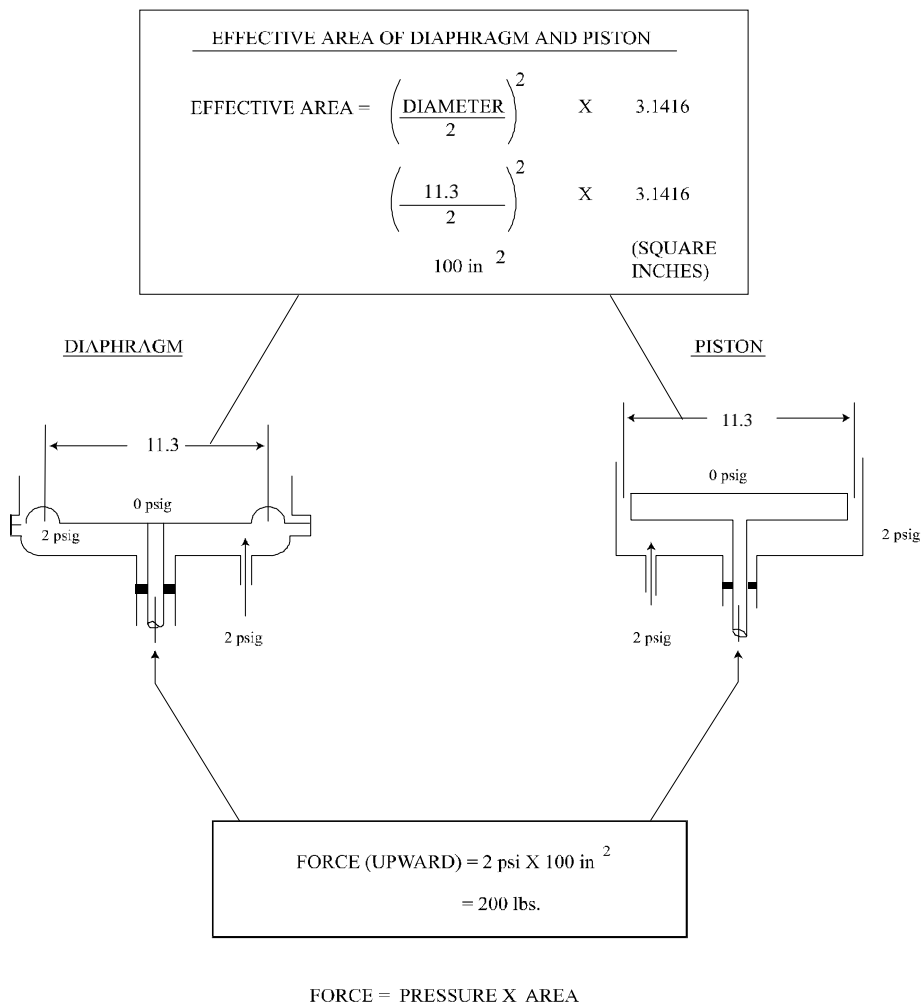 EFFECTIVE AREA OF DIAPHRAGM AND PISTON
EFFECTIVE AREA = (DIAMETER / 2)² X 3.1416
(11.3 / 2)² X 3.1416
100 in ² (SQUARE INCHES)
DIAPHRAGM
11.3
0 psig
2 psig
2 psig
PISTON
11.3
0 psig
2 psig
2 psig
FORCE (UPWARD) = 2 psi X 100 in ²
= 200 lbs.
FORCE = PRESSURE X AREA